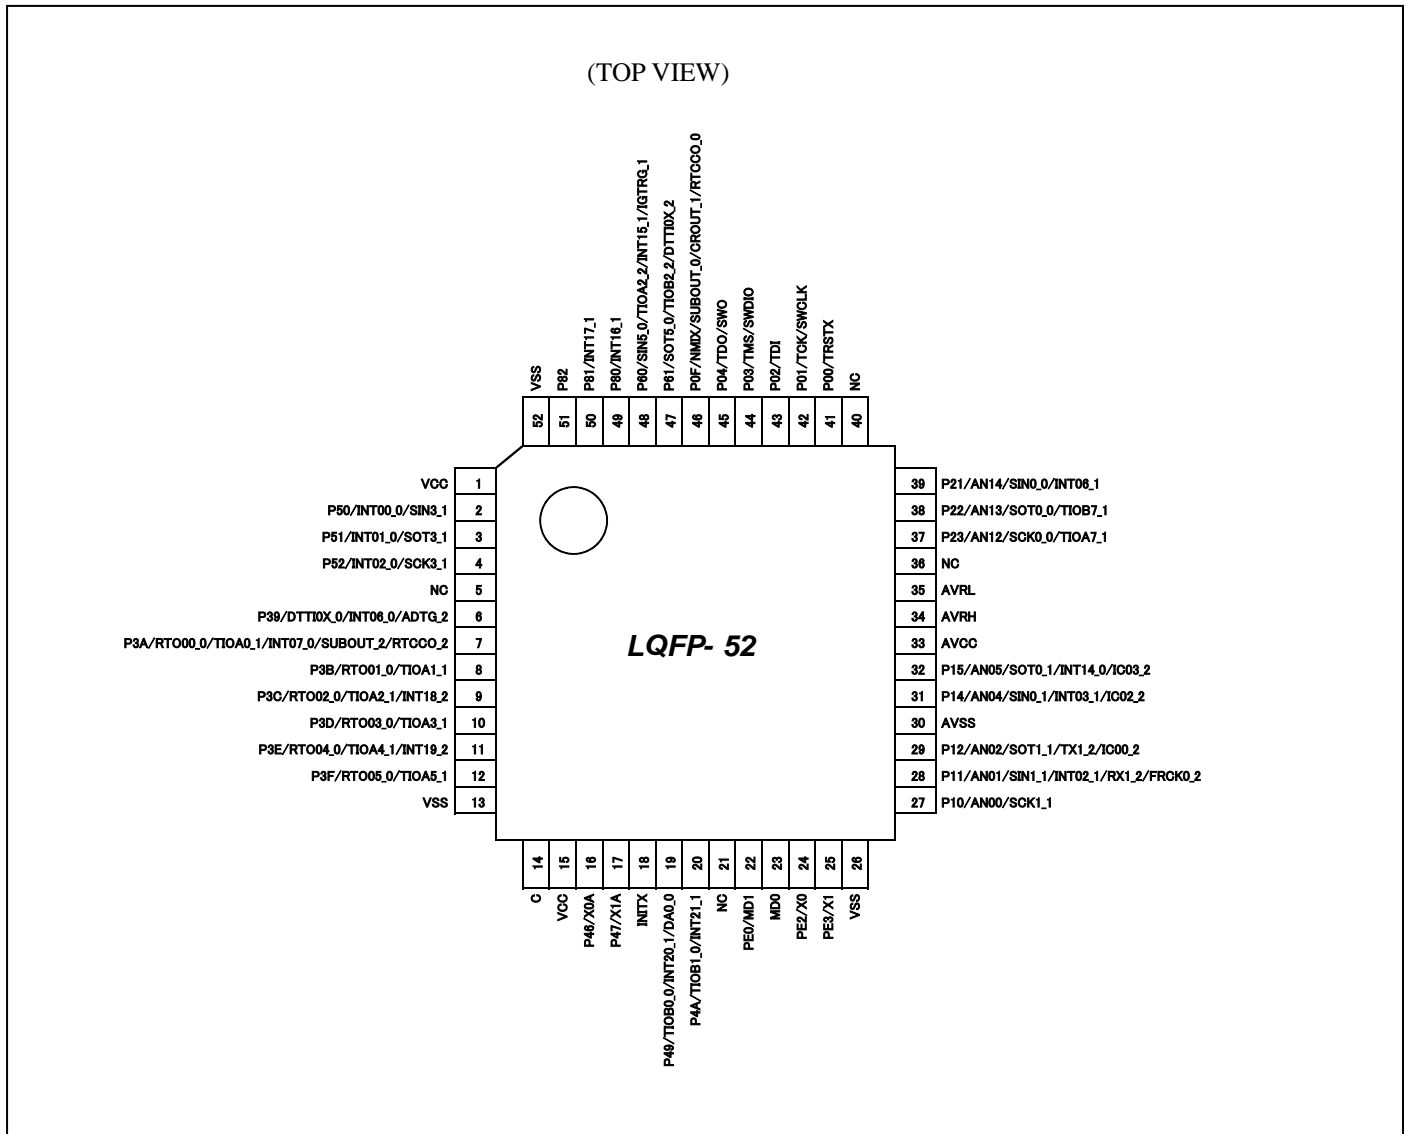 (TOP VIEW)
VSS
P82
P81/INT17_1
P80/INT16_1
P60/SIN5_0/TIOA2_2/INT15_1/IGTRG_1
P61/SOT5_0/TIOB2_2/DTTI0X_2
P0F/NMIX/SUBOUT_0/CROUT_1/RTCCO_0
P04/TDO/SWO
P03/TMS/SWDIO
P02/TDI
P01/TCK/SWCLK
P00/TRSTX
NC
52 51 50 49 48 47 46 45 44 43 42 41 40
VCC 1
P50/INT00_0/SIN3_1 2
P51/INT01_0/SOT3_1 3
P52/INT02_0/SCK3_1 4
NC 5
P39/DTTI0X_0/INT06_0/ADTG_2 6
P3A/RTO00_0/TIOA0_1/INT07_0/SUBOUT_2/RTCCO_2 7
P3B/RTO01_0/TIOA1_1 8
P3C/RTO02_0/TIOA2_1/INT18_2 9
P3D/RTO03_0/TIOA3_1 10
P3E/RTO04_0/TIOA4_1/INT19_2 11
P3F/RTO05_0/TIOA5_1 12
VSS 13
LQFP- 52
39 P21/AN14/SIN0_0/INT06_1
38 P22/AN13/SOT0_0/TIOB7_1
37 P23/AN12/SCK0_0/TIOA7_1
36 NC
35 AVRL
34 AVRH
33 AVCC
32 P15/AN05/SOT0_1/INT14_0/IC03_2
31 P14/AN04/SIN0_1/INT03_1/IC02_2
30 AVSS
29 P12/AN02/SOT1_1/TX1_2/IC00_2
28 P11/AN01/SIN1_1/INT02_1/RX1_2/FRCK0_2
27 P10/AN00/SCK1_1
14 15 16 17 18 19 20 21 22 23 24 25 26
C
VCC
P46/X0A
P47/X1A
INITX
P49/TIOB0_0/INT20_1/DA0_0
P4A/TIOB1_0/INT21_1
NC
PE0/MD1
MD0
PE2/X0
PE3/X1
VSS